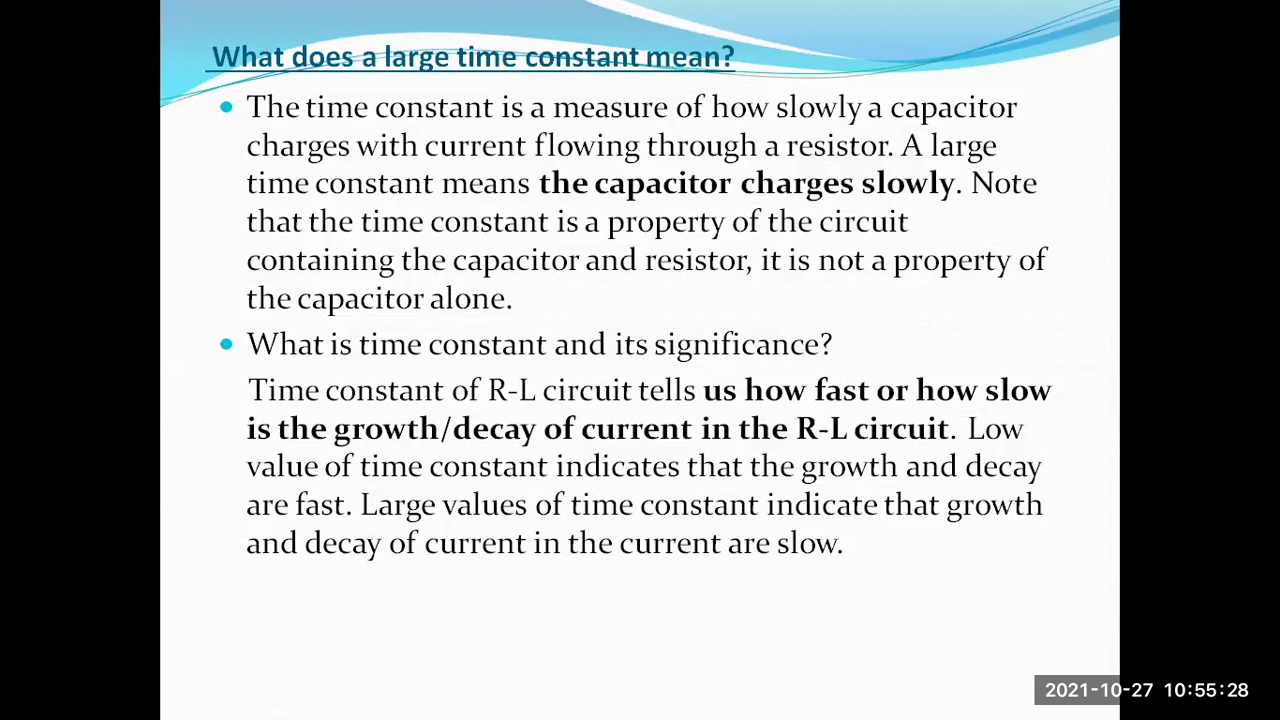 What does a large time constant mean?
The time constant is a measure of how slowly a capacitor
charges with current flowing through a resistor. A large
time constant means the capacitor charges slowly. Note
that the time constant is a property of the circuit
containing the capacitor and resistor, it is not a property of
the capacitor alone.
What is time constant and its significance?
Time constant of R-L circuit tells us how fast or how slow
is the growth/decay of current in the R-L circuit. Low
value of time constant indicates that the growth and decay
are fast. Large values of time constant indicate that growth
and decay of current in the current are slow.
2021-10-27 10:55:28